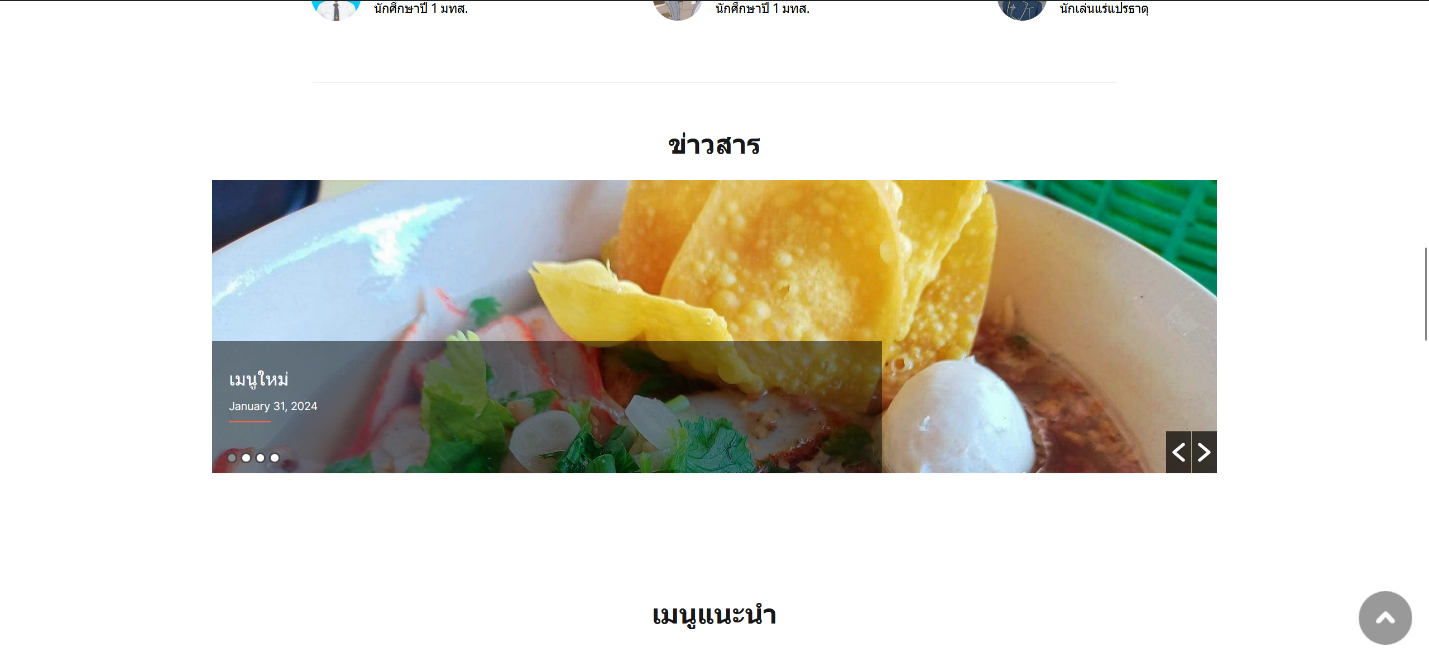 นักศึกษาปี 1 มทส.
นักศึกษาปี 1 มทส.
นักเล่นแร่แปรธาตุ
ข่าวสาร
เมนูใหม่
January 31, 2024
เมนูแนะนำ